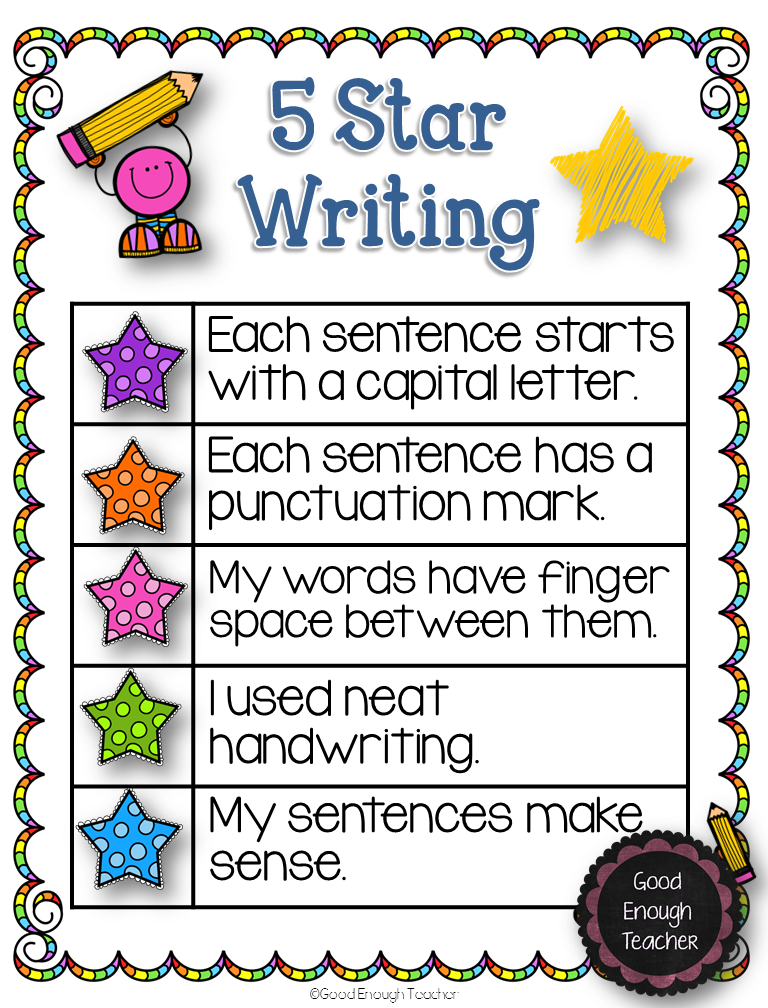 5 Star
Writing
Each sentence starts
with a capital letter.
Each sentence has a
punctuation mark.
My words have finger
space between them.
I used neat
handwriting.
My sentences make
sense.
Good
Enough
Teacher
©Good Enough Teacher